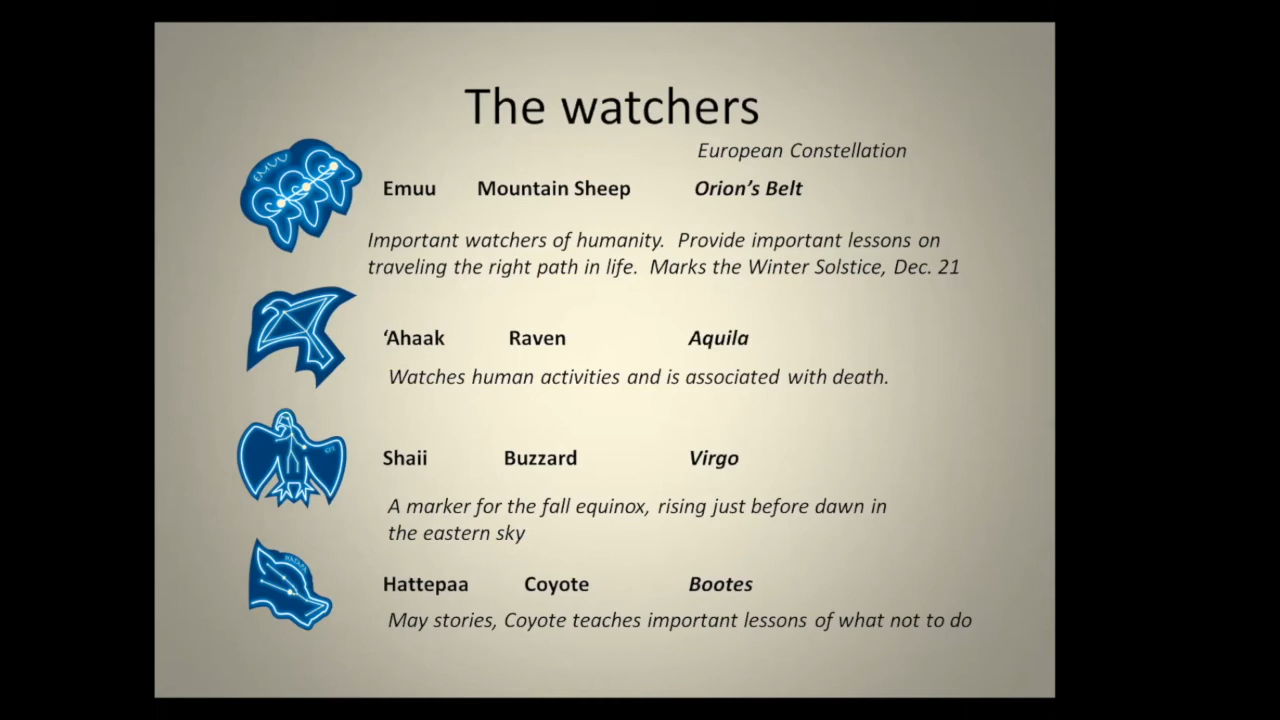 The watchers
European Constellation
EMUU
Emuu Mountain Sheep Orion’s Belt
Important watchers of humanity. Provide important lessons on
traveling the right path in life. Marks the Winter Solstice, Dec. 21
‘Ahaak Raven Aquila
Watches human activities and is associated with death.
Shaii Buzzard Virgo
A marker for the fall equinox, rising just before dawn in
the eastern sky
Hattepaa Coyote Bootes
May stories, Coyote teaches important lessons of what not to do